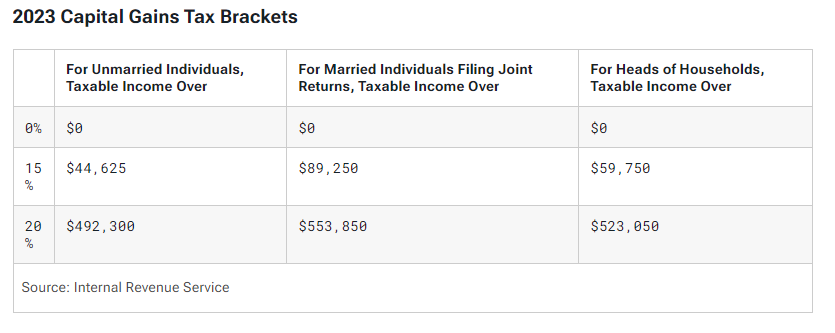 2023 Capital Gains Tax Brackets
For Unmarried Individuals,
Taxable Income Over
For Married Individuals Filing Joint
Returns, Taxable Income Over
For Heads of Households,
Taxable Income Over
0% $0 $0 $0
15
% $44,625 $89,250 $59,750
20
% $492,300 $553,850 $523,050
Source: Internal Revenue Service